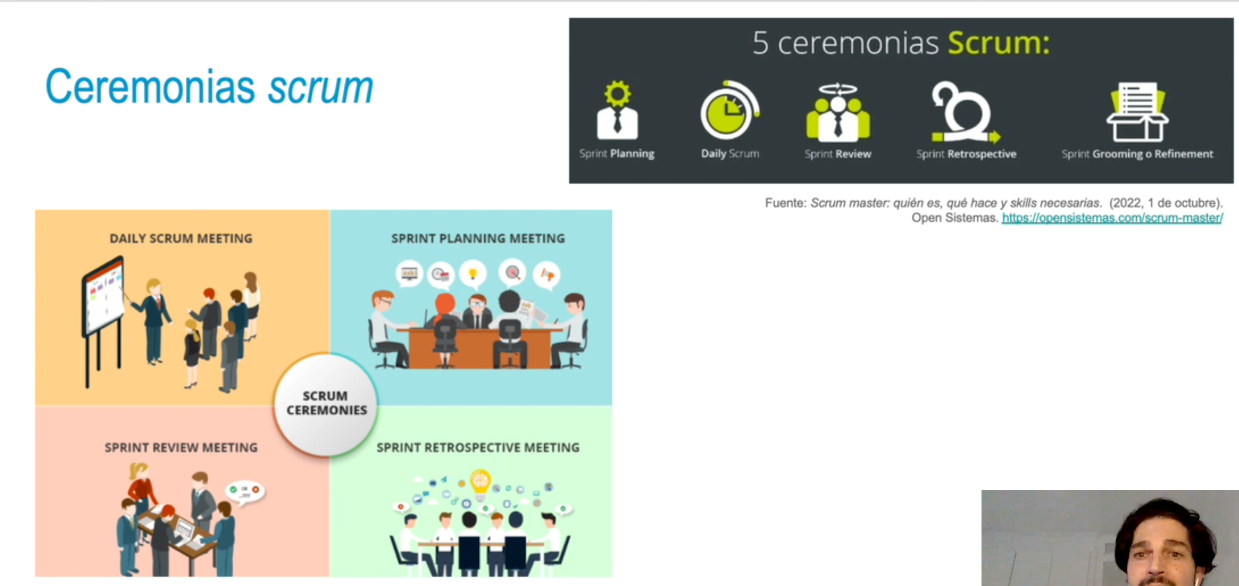 Ceremonias scrum
5 ceremonias Scrum:
Sprint Planning
Daily Scrum
Sprint Review
Sprint Retrospective
Sprint Grooming o Refinement
Fuente: Scrum master: quién es, qué hace y skills necesarias. (2022, 1 de octubre).
Open Sistemas. https://opensistemas.com/scrum-master/
DAILY SCRUM MEETING
SPRINT PLANNING MEETING
SCRUM
CEREMONIES
SPRINT REVIEW MEETING
SPRINT RETROSPECTIVE MEETING